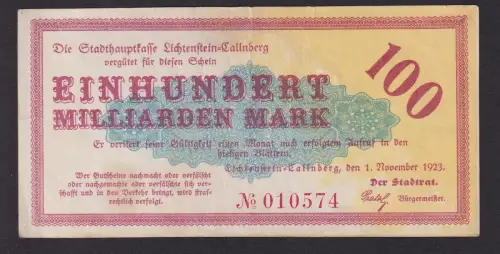 Die Stadthauptkasse Lichtenstein-Callnberg
vergütet für diesen Schein
100
EINHUNDERT
MILLIARDEN MARK
Er verliert seine Gültigkeit einen Monat nach erfolgtem Aufruf in den
hiesigen Blättern.
Lichtenstein-Callnberg, den 1. November 1923.
Wer Gutscheine nachmacht oder verfälscht
oder nachgemachte oder verfälschte sich ver-
schafft und in den Verkehr bringt, wird straf-
rechtlich verfolgt.
Der Stadtrat.
Bürgermeister.
№ 010574